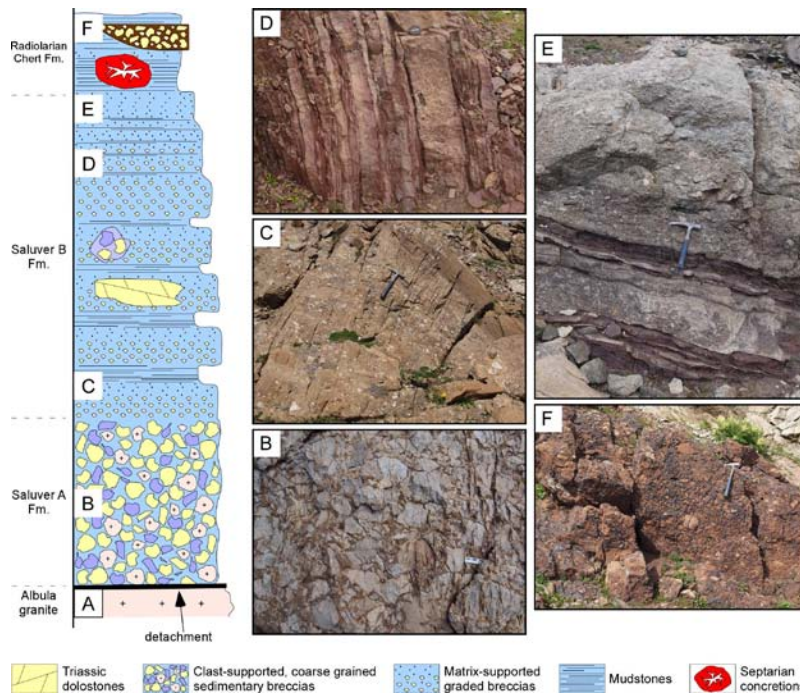 F
Radiolarian
Chert Fm.
E
D
Saluver B
Fm.
C
Saluver A
Fm.
B
Albula
granite
A
detachment
D
C
B
E
F
Triassic
dolostones
Clast-supported, coarse grained
sedimentary breccias
Matrix-supported
graded breccias
Mudstones
Septarian
concretion